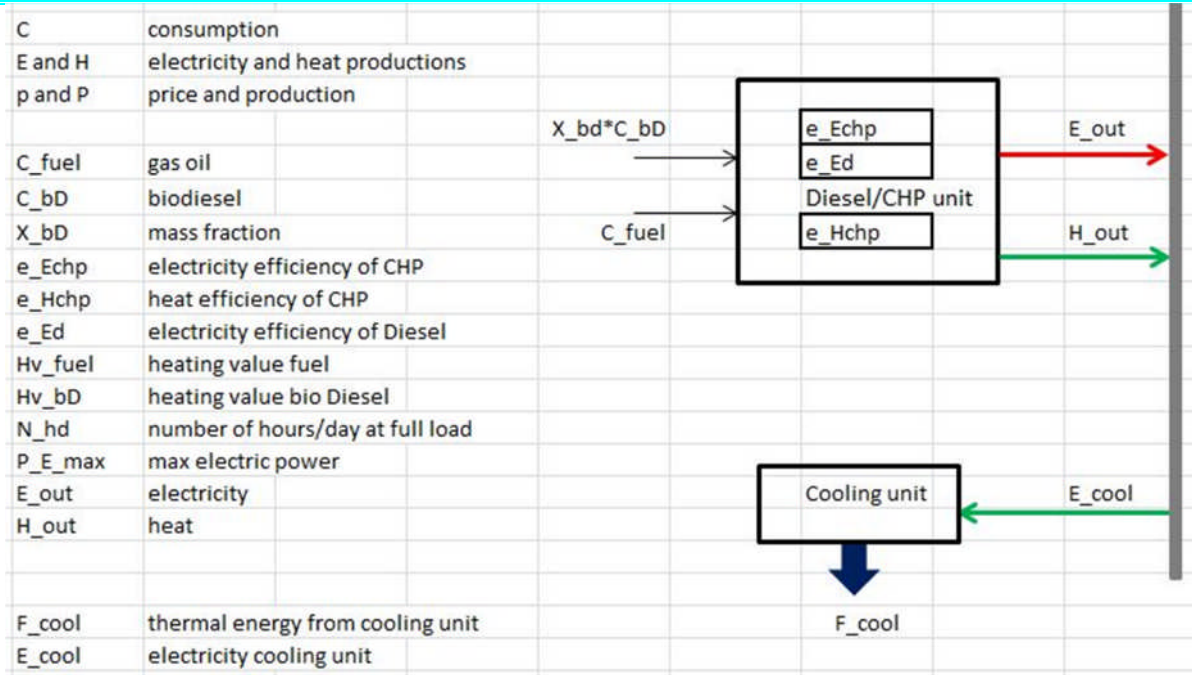 C consumption
E and H electricity and heat productions
p and P price and production
X_bd*C_bD e_Echp E_out
C_fuel gas oil e_Ed
C_bD biodiesel Diesel/CHP unit
X_bD mass fraction C_fuel e_Hchp H_out
e_Echp electricity efficiency of CHP
e_Hchp heat efficiency of CHP
e_Ed electricity efficiency of Diesel
Hv_fuel heating value fuel
Hv_bD heating value bio Diesel
N_hd number of hours/day at full load
P_E_max max electric power
E_out electricity Cooling unit E_cool
H_out heat
F_cool thermal energy from cooling unit F_cool
E_cool electricity cooling unit